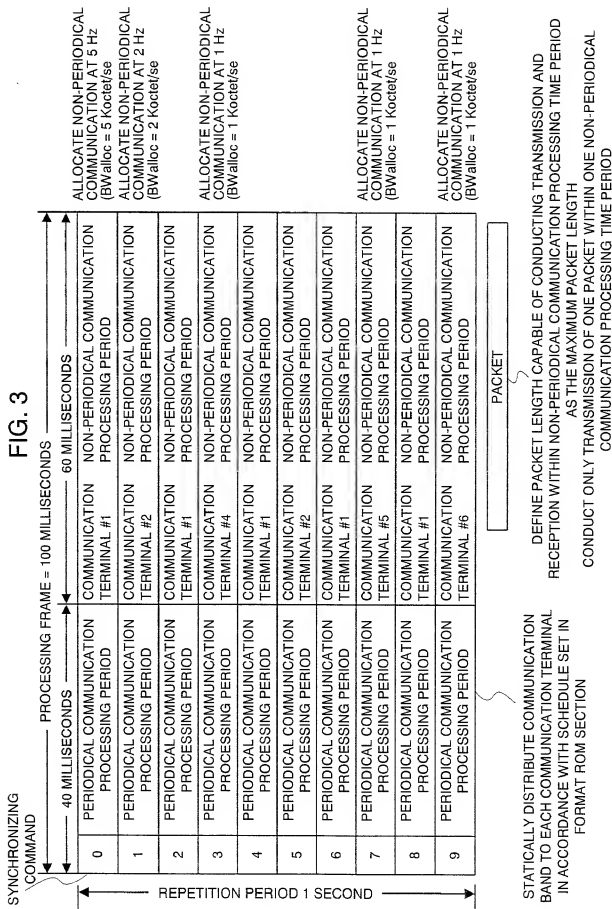 FIG. 3
SYNCHRONIZING
COMMAND
PROCESSING FRAME = 100 MILLISECONDS
40 MILLISECONDS
60 MILLISECONDS
0
PERIODICAL COMMUNICATION
PROCESSING PERIOD
COMMUNICATION
TERMINAL #1
NON-PERIODICAL COMMUNICATION
PROCESSING PERIOD
ALLOCATE NON-PERIODICAL
COMMUNICATION AT 5 Hz
(BWalloc = 5 Koctet/se
1
PERIODICAL COMMUNICATION
PROCESSING PERIOD
COMMUNICATION
TERMINAL #2
NON-PERIODICAL COMMUNICATION
PROCESSING PERIOD
ALLOCATE NON-PERIODICAL
COMMUNICATION AT 2 Hz
(BWalloc = 2 Koctet/se
2
PERIODICAL COMMUNICATION
PROCESSING PERIOD
COMMUNICATION
TERMINAL #1
NON-PERIODICAL COMMUNICATION
PROCESSING PERIOD
3
PERIODICAL COMMUNICATION
PROCESSING PERIOD
COMMUNICATION
TERMINAL #4
NON-PERIODICAL COMMUNICATION
PROCESSING PERIOD
ALLOCATE NON-PERIODICAL
COMMUNICATION AT 1 Hz
(BWalloc = 1 Koctet/se
4
PERIODICAL COMMUNICATION
PROCESSING PERIOD
COMMUNICATION
TERMINAL #1
NON-PERIODICAL COMMUNICATION
PROCESSING PERIOD
5
PERIODICAL COMMUNICATION
PROCESSING PERIOD
COMMUNICATION
TERMINAL #2
NON-PERIODICAL COMMUNICATION
PROCESSING PERIOD
6
PERIODICAL COMMUNICATION
PROCESSING PERIOD
COMMUNICATION
TERMINAL #1
NON-PERIODICAL COMMUNICATION
PROCESSING PERIOD
7
PERIODICAL COMMUNICATION
PROCESSING PERIOD
COMMUNICATION
TERMINAL #5
NON-PERIODICAL COMMUNICATION
PROCESSING PERIOD
ALLOCATE NON-PERIODICAL
COMMUNICATION AT 1 Hz
(BWalloc = 1 Koctet/se
8
PERIODICAL COMMUNICATION
PROCESSING PERIOD
COMMUNICATION
TERMINAL #1
NON-PERIODICAL COMMUNICATION
PROCESSING PERIOD
9
PERIODICAL COMMUNICATION
PROCESSING PERIOD
COMMUNICATION
TERMINAL #6
NON-PERIODICAL COMMUNICATION
PROCESSING PERIOD
ALLOCATE NON-PERIODICAL
COMMUNICATION AT 1 Hz
(BWalloc = 1 Koctet/se
REPETITION PERIOD 1 SECOND
PACKET
STATICALLY DISTRIBUTE COMMUNICATION
BAND TO EACH COMMUNICATION TERMINAL
IN ACCORDANCE WITH SCHEDULE SET IN
FORMAT ROM SECTION
DEFINE PACKET LENGTH CAPABLE OF CONDUCTING TRANSMISSION AND
RECEPTION WITHIN NON-PERIODICAL COMMUNICATION PROCESSING TIME PERIOD
AS THE MAXIMUM PACKET LENGTH
CONDUCT ONLY TRANSMISSION OF ONE PACKET WITHIN ONE NON-PERIODICAL
COMMUNICATION PROCESSING TIME PERIOD